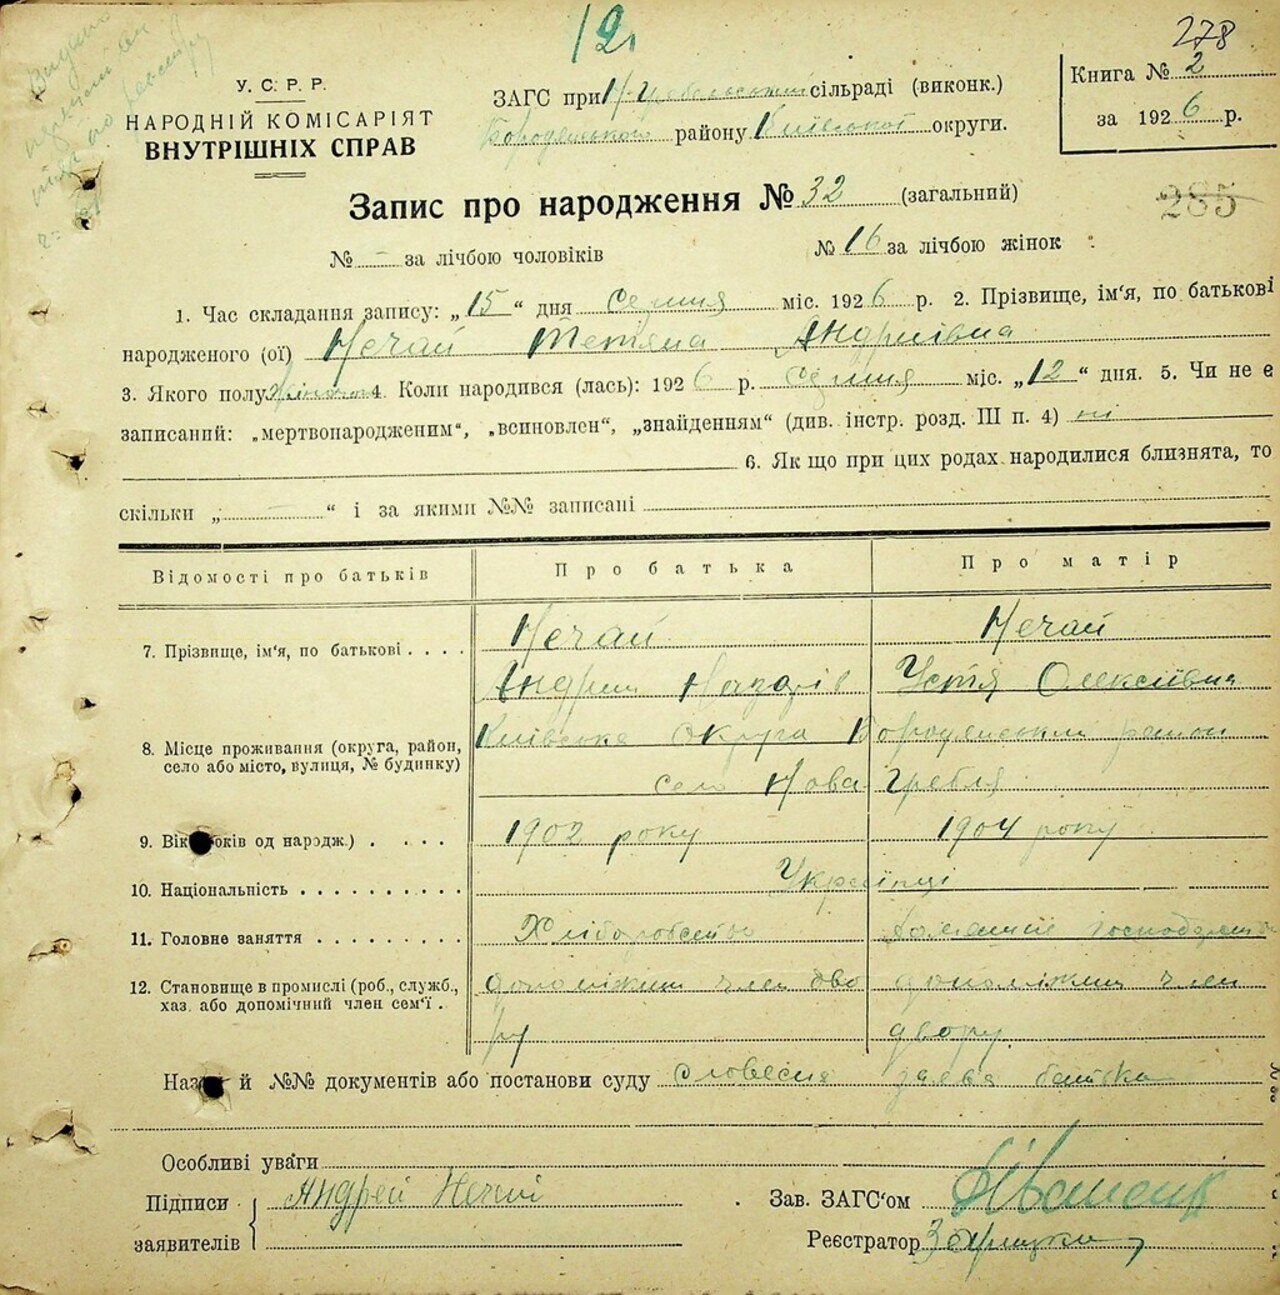 12
278
У. С. Р. Р.
НАРОДНІЙ КОМІСАРІЯТ
ВНУТРІШНІХ СПРАВ
ЗАГС при Н-Гребельській сільраді (виконк.)
Бородянського району Київської округи.
Книга № 2
за 1926 р.
285
Запис про народження № 32 (загальний)
№ - за лічбою чоловіків № 16 за лічбою жінок
1. Час складання запису: „15“ дня Серпня міс. 1926 р. 2. Прізвище, ім'я, по батькові
народженого (ої) Нечай Тетяна Андріївна
3. Якого полу жіночого 4. Коли народився (лась): 1926 р. Серпня міс. „12“ дня. 5. Чи не є
записаний: „мертвонародженим“, „всиновлен“, „знайденням“ (див. інстр. розд. III п. 4) ні
6. Як що при цих родах народилися близнята, то
скільки „ - “ і за якими №№ записані
Відомості про батьків Про батька Про матір
7. Прізвище, ім'я, по батькові . . . . Нечай Нечай
Андрій Назарів Устя Олексіївна
8. Місце проживання (округа, район, село або місто, вулиця, № будинку) Київська округа Бородянський район
село Нова Гребля
9. Вік років од народж.) . . . . 1902 року 1904 року
10. Національність . . . . . . . . . . Українці
11. Головне заняття . . . . . . . . . Хліборобство домашнє господарство
12. Становище в промислі (роб., служб., хаз. або допомічний член сем'ї . допоміжний член дво допоміжний член
ру двору.
Назва й №№ документів або постанови суду Словесна заява батька
Особливі уваги
Підписи Андрей Нечай Зав. ЗАГС'ом
заявителів Реєстратор